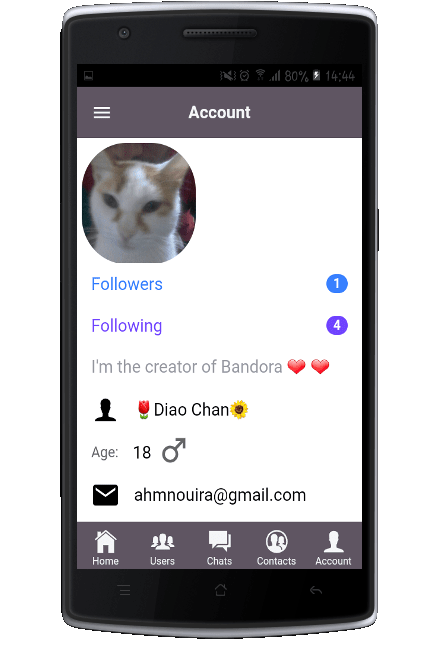 80% 14:44
Account
Followers 1
Following 4
I'm the creator of Bandora ❤️ ❤️
🌷Diao Chan🌻
Age: 18 ♂
ahmnouira@gmail.com
Home Users Chats Contacts Account